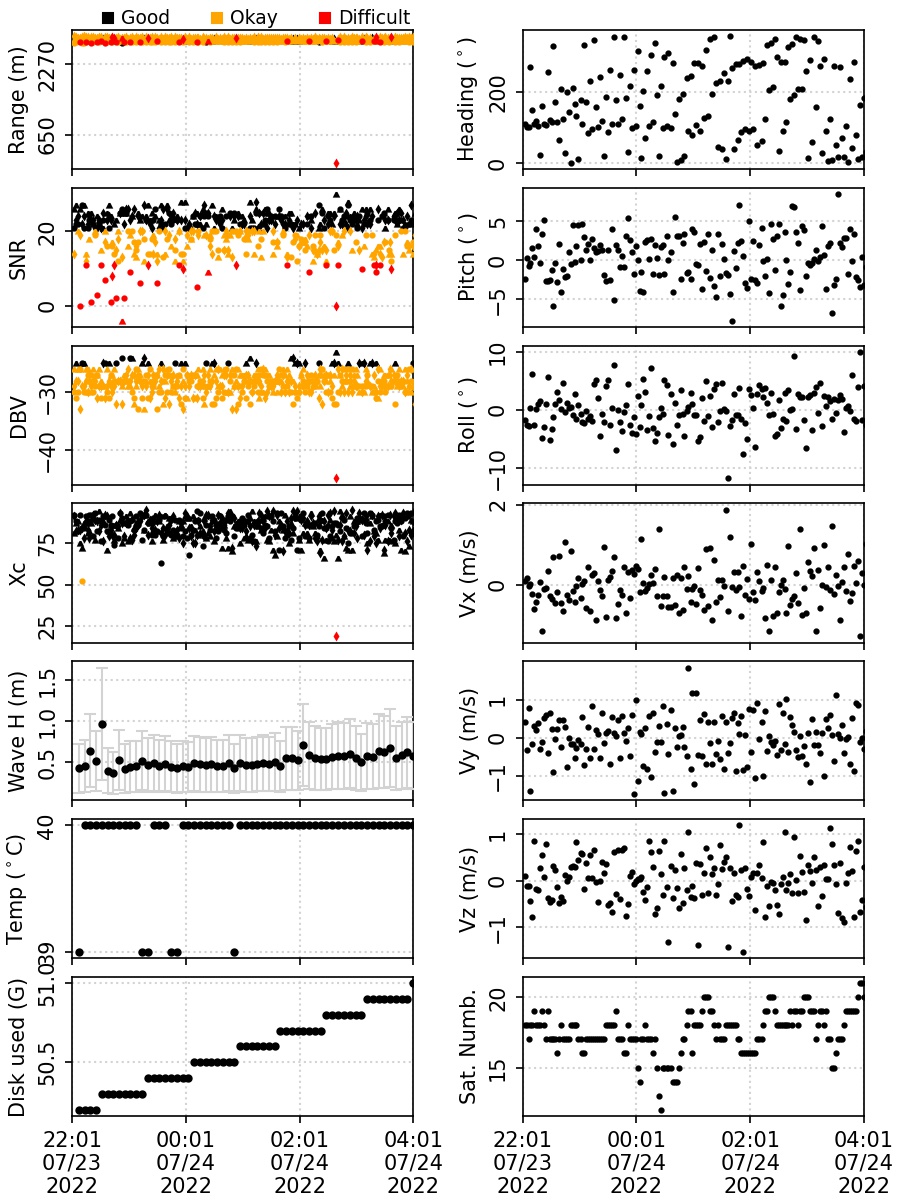 Good Okay Difficult
Range (m)
2270
650
Heading (°)
200
0
SNR
20
0
Pitch (°)
5
0
−5
DBV
−30
−40
Roll (°)
10
0
−10
Xc
75
50
25
Vx (m/s)
2
0
Wave H (m)
1.5
1.0
0.5
Vy (m/s)
1
0
−1
Temp (°C)
40
39
Vz (m/s)
1
0
−1
Disk used (G)
51.0
50.5
Sat. Numb.
20
15
22:01 00:01 02:01 04:01
07/23 07/24 07/24 07/24
2022 2022 2022 2022
22:01 00:01 02:01 04:01
07/23 07/24 07/24 07/24
2022 2022 2022 2022